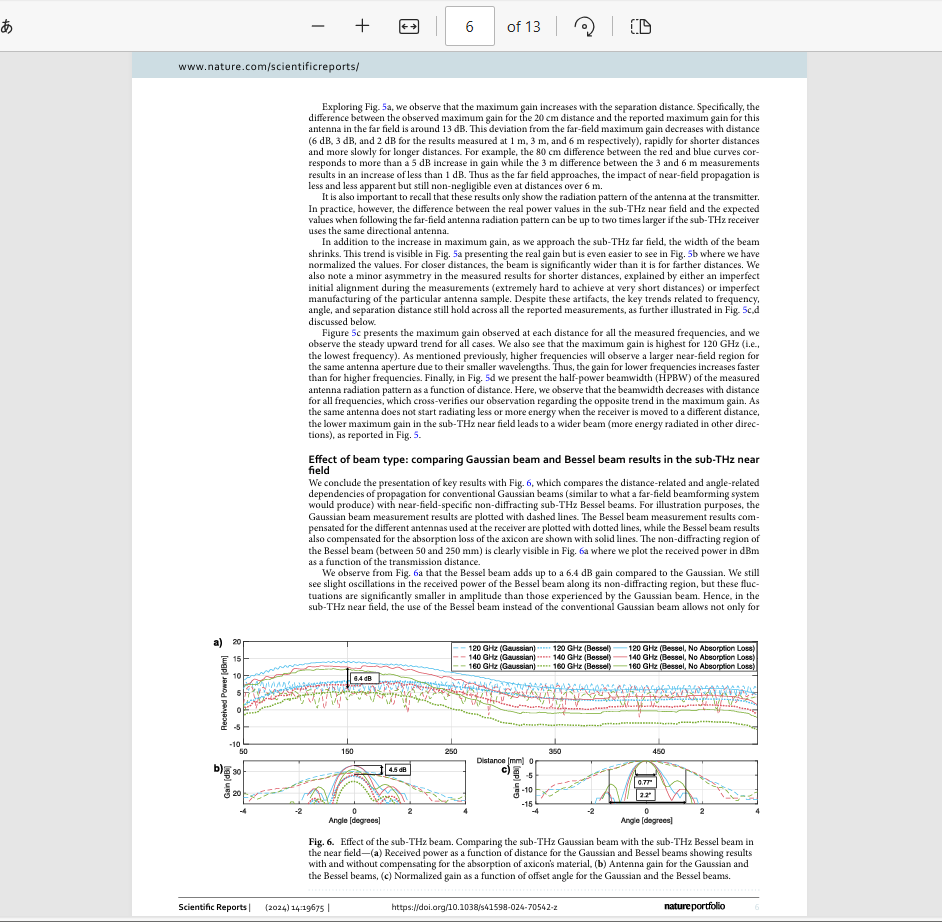 あ
6
of 13
www.nature.com/scientificreports/
Exploring Fig. 5a, we observe that the maximum gain increases with the separation distance. Specifically, the
difference between the observed maximum gain for the 20 cm distance and the reported maximum gain for this
antenna in the far field is around 13 dB. This deviation from the far-field maximum gain decreases with distance
(6 dB, 3 dB, and 2 dB for the results measured at 1 m, 3 m, and 6 m respectively), rapidly for shorter distances
and more slowly for longer distances. For example, the 80 cm difference between the red and blue curves cor-
responds to more than a 5 dB increase in gain while the 3 m difference between the 3 and 6 m measurements
results in an increase of less than 1 dB. Thus as the far field approaches, the impact of near-field propagation is
less and less apparent but still non-negligible even at distances over 6 m.
It is also important to recall that these results only show the radiation pattern of the antenna at the transmitter.
In practice, however, the difference between the real power values in the sub-THz near field and the expected
values when following the far-field antenna radiation pattern can be up to two times larger if the sub-THz receiver
uses the same directional antenna.
In addition to the increase in maximum gain, as we approach the sub-THz far field, the width of the beam
shrinks. This trend is visible in Fig. 5a presenting the real gain but is even easier to see in Fig. 5b where we have
normalized the values. For closer distances, the beam is significantly wider than it is for farther distances. We
also note a minor asymmetry in the measured results for shorter distances, explained by either an imperfect
initial alignment during the measurements (extremely hard to achieve at very short distances) or imperfect
manufacturing of the particular antenna sample. Despite these artifacts, the key trends related to frequency,
angle, and separation distance still hold across all the reported measurements, as further illustrated in Fig. 5c,d
discussed below.
Figure 5c presents the maximum gain observed at each distance for all the measured frequencies, and we
observe the steady upward trend for all cases. We also see that the maximum gain is highest for 120 GHz (i.e.,
the lowest frequency). As mentioned previously, higher frequencies will observe a larger near-field region for
the same antenna aperture due to their smaller wavelengths. Thus, the gain for lower frequencies increases faster
than for higher frequencies. Finally, in Fig. 5d we present the half-power beamwidth (HPBW) of the measured
antenna radiation pattern as a function of distance. Here, we observe that the beamwidth decreases with distance
for all frequencies, which cross-verifies our observation regarding the opposite trend in the maximum gain. As
the same antenna does not start radiating less or more energy when the receiver is moved to a different distance,
the lower maximum gain in the sub-THz near field leads to a wider beam (more energy radiated in other direc-
tions), as reported in Fig. 5.
Effect of beam type: comparing Gaussian beam and Bessel beam results in the sub-THz near
field
We conclude the presentation of key results with Fig. 6, which compares the distance-related and angle-related
dependencies of propagation for conventional Gaussian beams (similar to what a far-field beamforming system
would produce) with near-field-specific non-diffracting sub-THz Bessel beams. For illustration purposes, the
Gaussian beam measurement results are plotted with dashed lines. The Bessel beam measurement results com-
pensated for the different antennas used at the receiver are plotted with dotted lines, while the Bessel beam results
also compensated for the absorption loss of the axicon are shown with solid lines. The non-diffracting region of
the Bessel beam (between 50 and 250 mm) is clearly visible in Fig. 6a where we plot the received power in dBm
as a function of the transmission distance.
We observe from Fig. 6a that the Bessel beam adds up to a 6.4 dB gain compared to the Gaussian. We still
see slight oscillations in the received power of the Bessel beam along its non-diffracting region, but these fluc-
tuations are significantly smaller in amplitude than those experienced by the Gaussian beam. Hence, in the
sub-THz near field, the use of the Bessel beam instead of the conventional Gaussian beam allows not only for
a)
20
15
10
5
0
-5
-10
Received Power [dBm]
120 GHz (Gaussian) 120 GHz (Bessel) 120 GHz (Bessel, No Absorption Loss)
140 GHz (Gaussian) 140 GHz (Bessel) 140 GHz (Bessel, No Absorption Loss)
160 GHz (Gaussian) 160 GHz (Bessel) 160 GHz (Bessel, No Absorption Loss)
6.4 dB
50 150 250 350 450
Distance [mm]
b)
30
20
Gain [dBi]
4.5 dB
-4 -2 0 2 4
Angle [degrees]
c)
0
-5
-10
-15
Gain [dB]
0.77°
2.2°
-4 -2 0 2 4
Angle [degrees]
Fig. 6. Effect of the sub-THz beam. Comparing the sub-THz Gaussian beam with the sub-THz Bessel beam in
the near field—(a) Received power as a function of distance for the Gaussian and Bessel beams showing results
with and without compensating for the absorption of axicon's material, (b) Antenna gain for the Gaussian and
the Bessel beams, (c) Normalized gain as a function of offset angle for the Gaussian and the Bessel beams.
Scientific Reports | (2024) 14:19675 | https://doi.org/10.1038/s41598-024-70542-z natureportfolio 6